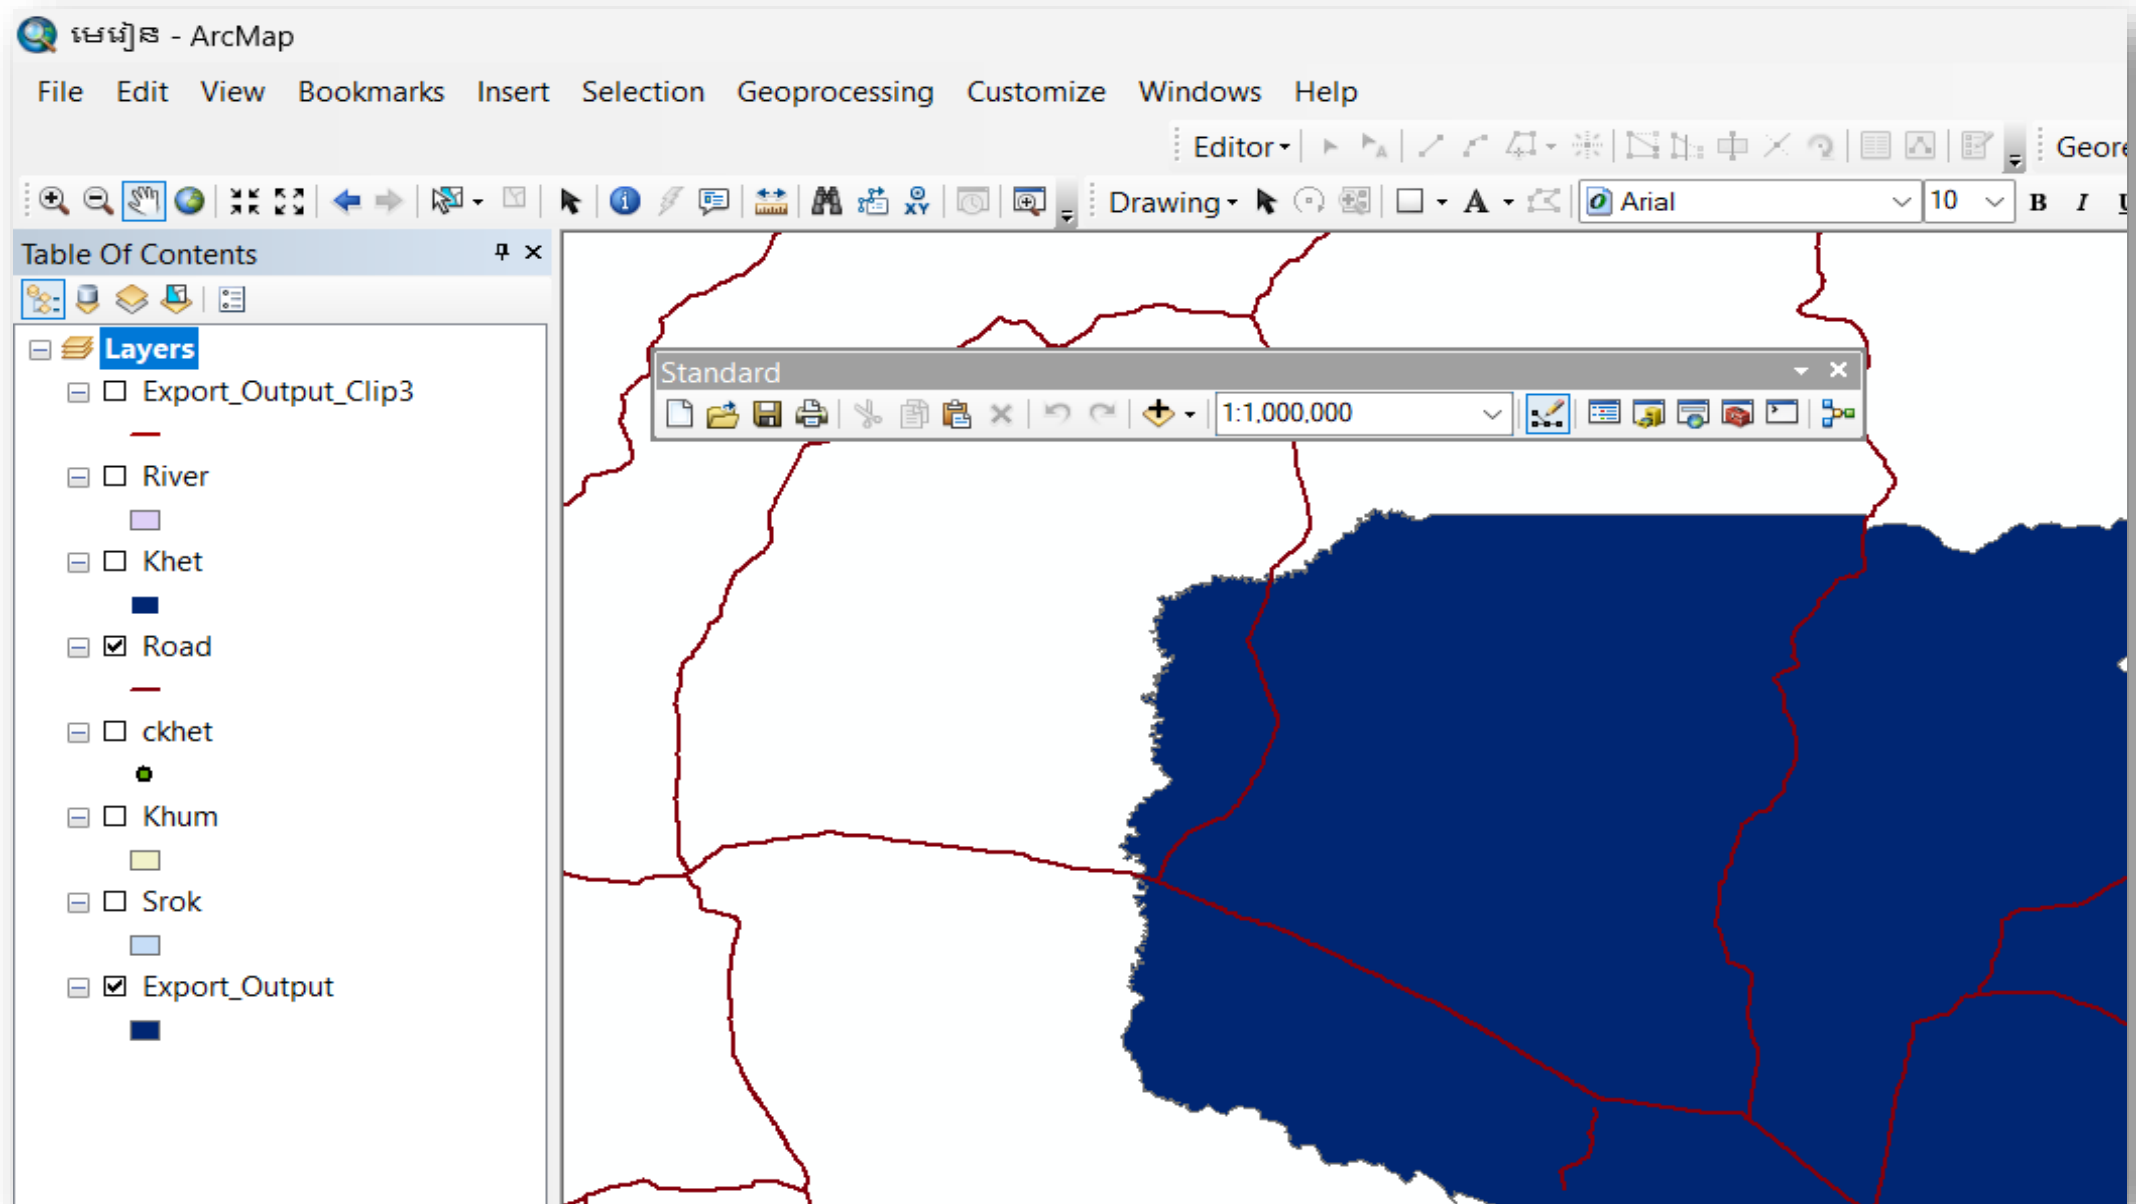 មេរៀន - ArcMap
File Edit View Bookmarks Insert Selection Geoprocessing Customize Windows Help
Editor
Drawing A Arial 10 B I
Table Of Contents
Layers
Export_Output_Clip3
River
Khet
Road
ckhet
Khum
Srok
Export_Output
Standard
1:1,000,000